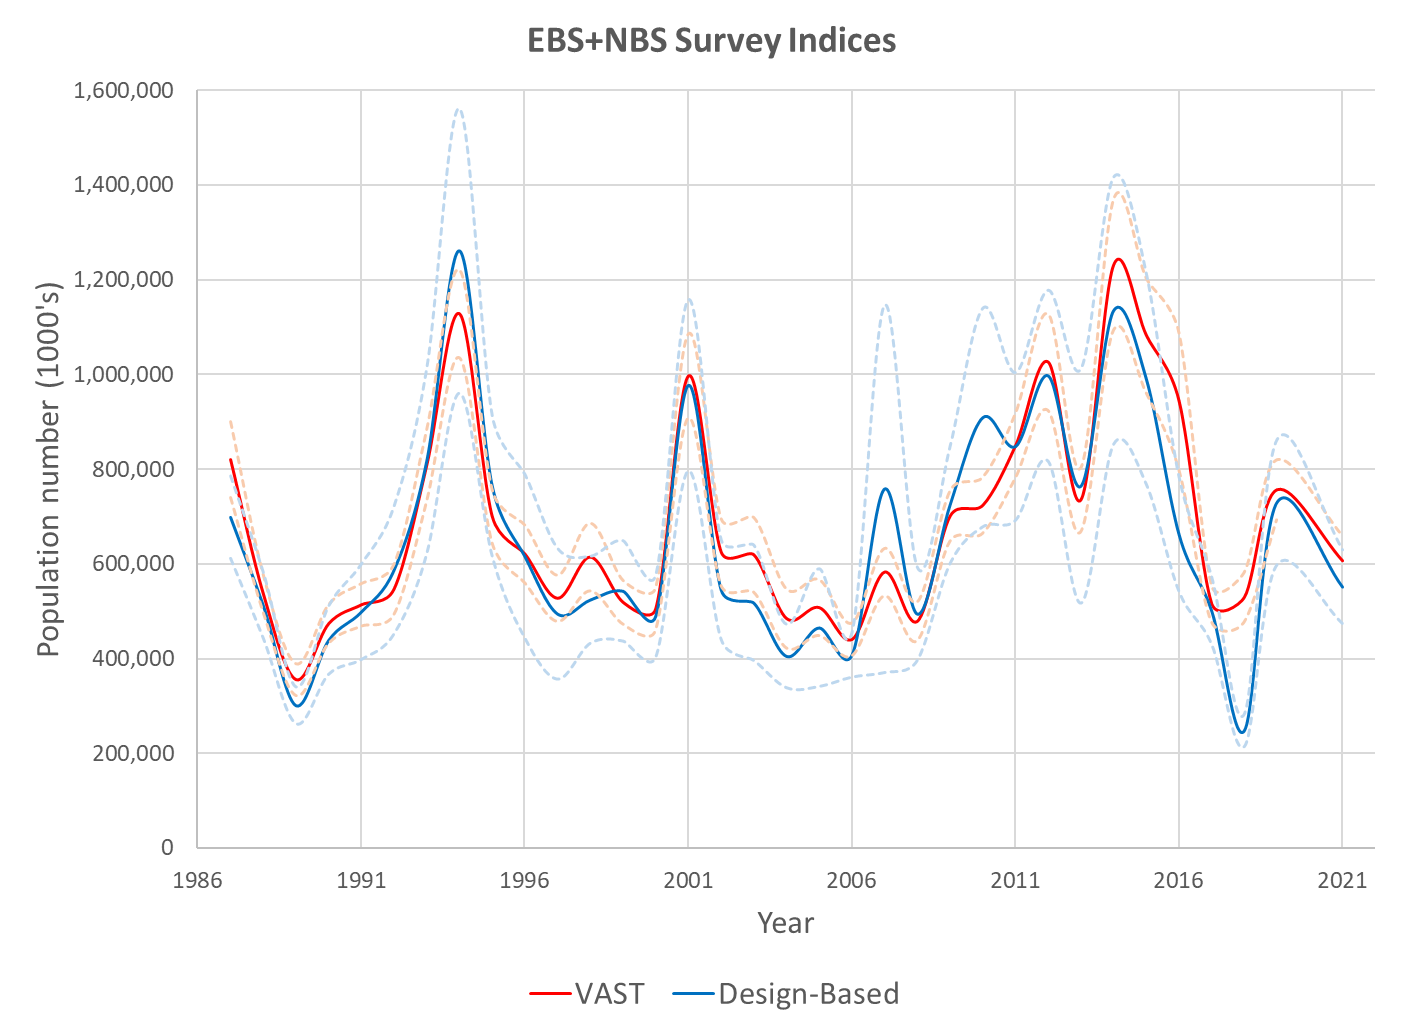 EBS+NBS Survey Indices
Population number (1000's)
1,600,000
1,400,000
1,200,000
1,000,000
800,000
600,000
400,000
200,000
0
1986 1991 1996 2001 2006 2011 2016 2021
Year
VAST Design-Based